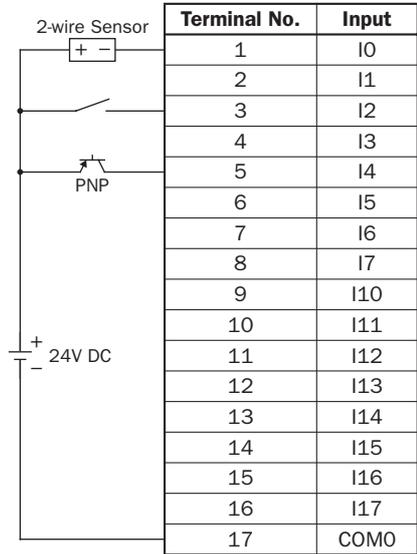 2-wire Sensor
+ −
PNP
+
24V DC
−
Terminal No. Input
1 I0
2 I1
3 I2
4 I3
5 I4
6 I5
7 I6
8 I7
9 I10
10 I11
11 I12
12 I13
13 I14
14 I15
15 I16
16 I17
17 COM0